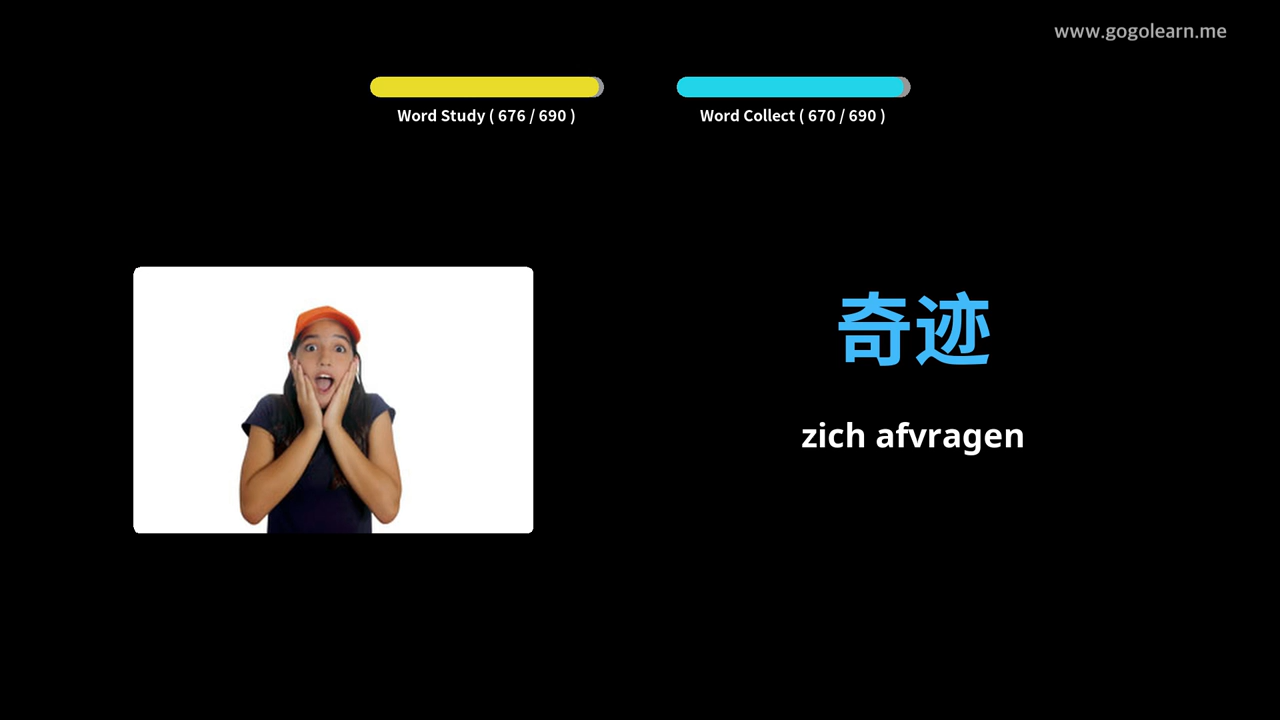 www.gogolearn.me
Word Study ( 676 / 690 )
Word Collect ( 670 / 690 )
奇迹
zich afvragen